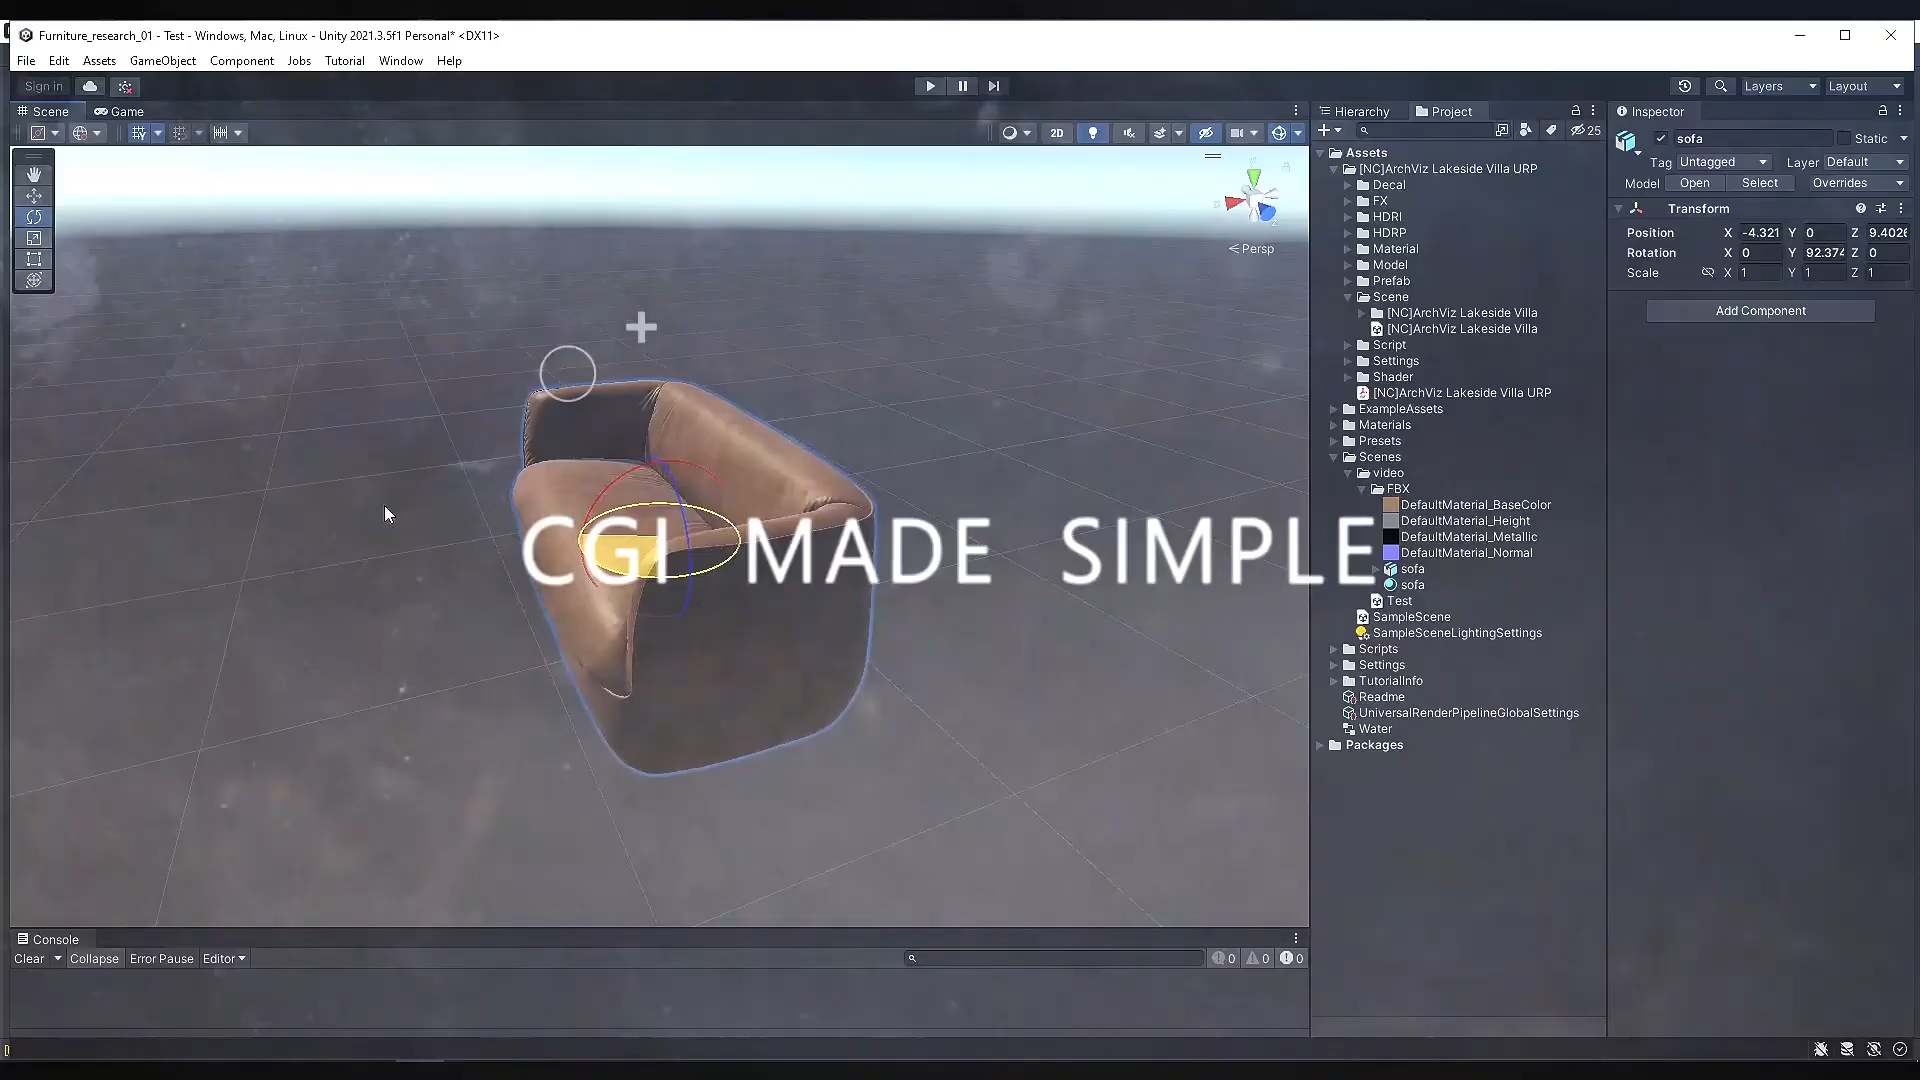 Furniture_research_01 - Test - Windows, Mac, Linux - Unity 2021.3.5f1 Personal* <DX11>
File Edit Assets GameObject Component Jobs Tutorial Window Help
Sign in
Layers
Layout
Scene
Game
2D
Persp
CGI MADE SIMPLE
Console
Clear
Collapse
Error Pause
Editor
0
0
0
Hierarchy
Project
25
Assets
[NC]ArchViz Lakeside Villa URP
Decal
FX
HDRI
HDRP
Material
Model
Prefab
Scene
[NC]ArchViz Lakeside Villa
[NC]ArchViz Lakeside Villa
Script
Settings
Shader
[NC]ArchViz Lakeside Villa URP
ExampleAssets
Materials
Presets
Scenes
video
FBX
DefaultMaterial_BaseColor
DefaultMaterial_Height
DefaultMaterial_Metallic
DefaultMaterial_Normal
sofa
sofa
Test
SampleScene
SampleSceneLightingSettings
Scripts
Settings
TutorialInfo
Readme
UniversalRenderPipelineGlobalSettings
Water
Packages
Inspector
sofa
Static
Tag Untagged Layer Default
Model Open Select Overrides
Transform
Position X -4.321 Y 0 Z 9.4026
Rotation X 0 Y 92.374 Z 0
Scale X 1 Y 1 Z 1
Add Component